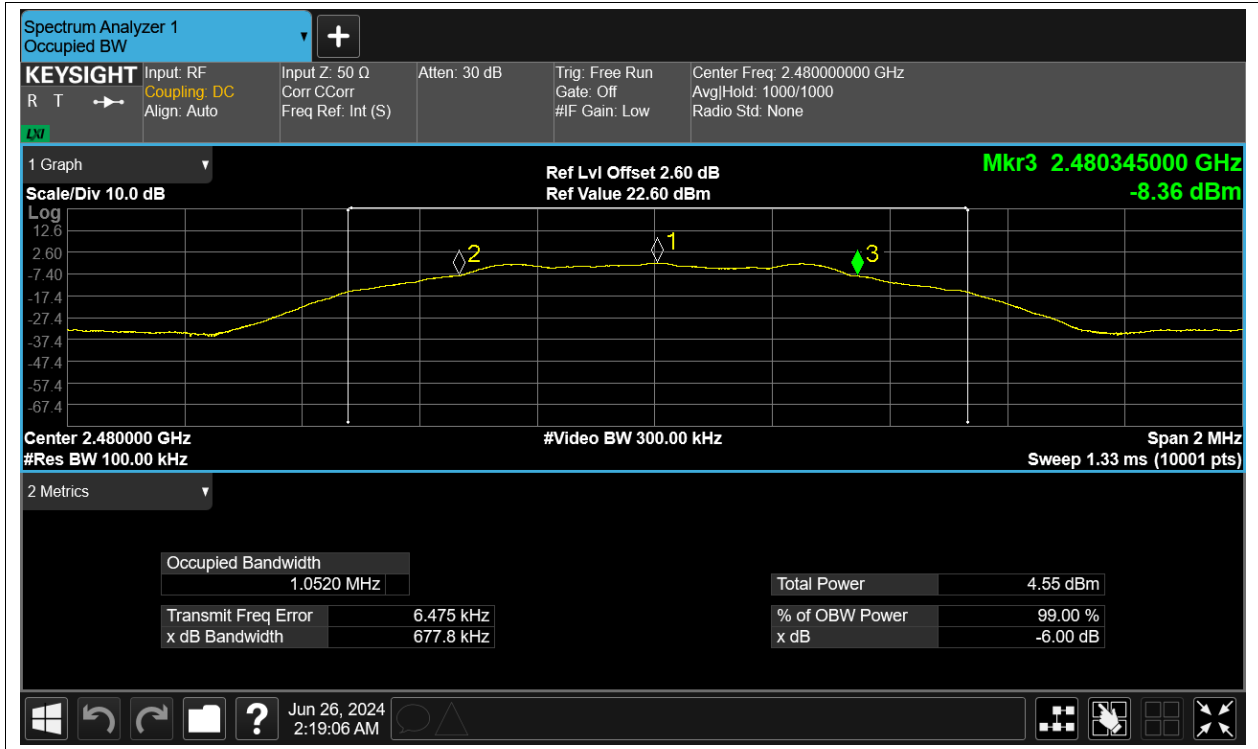 Spectrum Analyzer 1
Occupied BW
KEYSIGHT
R T
LXI
Input: RF
Coupling: DC
Align: Auto
Input Z: 50 Ω
Corr CCorr
Freq Ref: Int (S)
Atten: 30 dB
Trig: Free Run
Gate: Off
#IF Gain: Low
Center Freq: 2.480000000 GHz
Avg|Hold: 1000/1000
Radio Std: None
1 Graph
Scale/Div 10.0 dB
Ref Lvl Offset 2.60 dB
Ref Value 22.60 dBm
Mkr3 2.480345000 GHz
-8.36 dBm
Log
12.6
2.60
-7.40
-17.4
-27.4
-37.4
-47.4
-57.4
-67.4
2
1
3
Center 2.480000 GHz
#Res BW 100.00 kHz
#Video BW 300.00 kHz
Span 2 MHz
Sweep 1.33 ms (10001 pts)
2 Metrics
Occupied Bandwidth
1.0520 MHz
Transmit Freq Error 6.475 kHz
x dB Bandwidth 677.8 kHz
Total Power 4.55 dBm
% of OBW Power 99.00 %
x dB -6.00 dB
?
Jun 26, 2024
2:19:06 AM